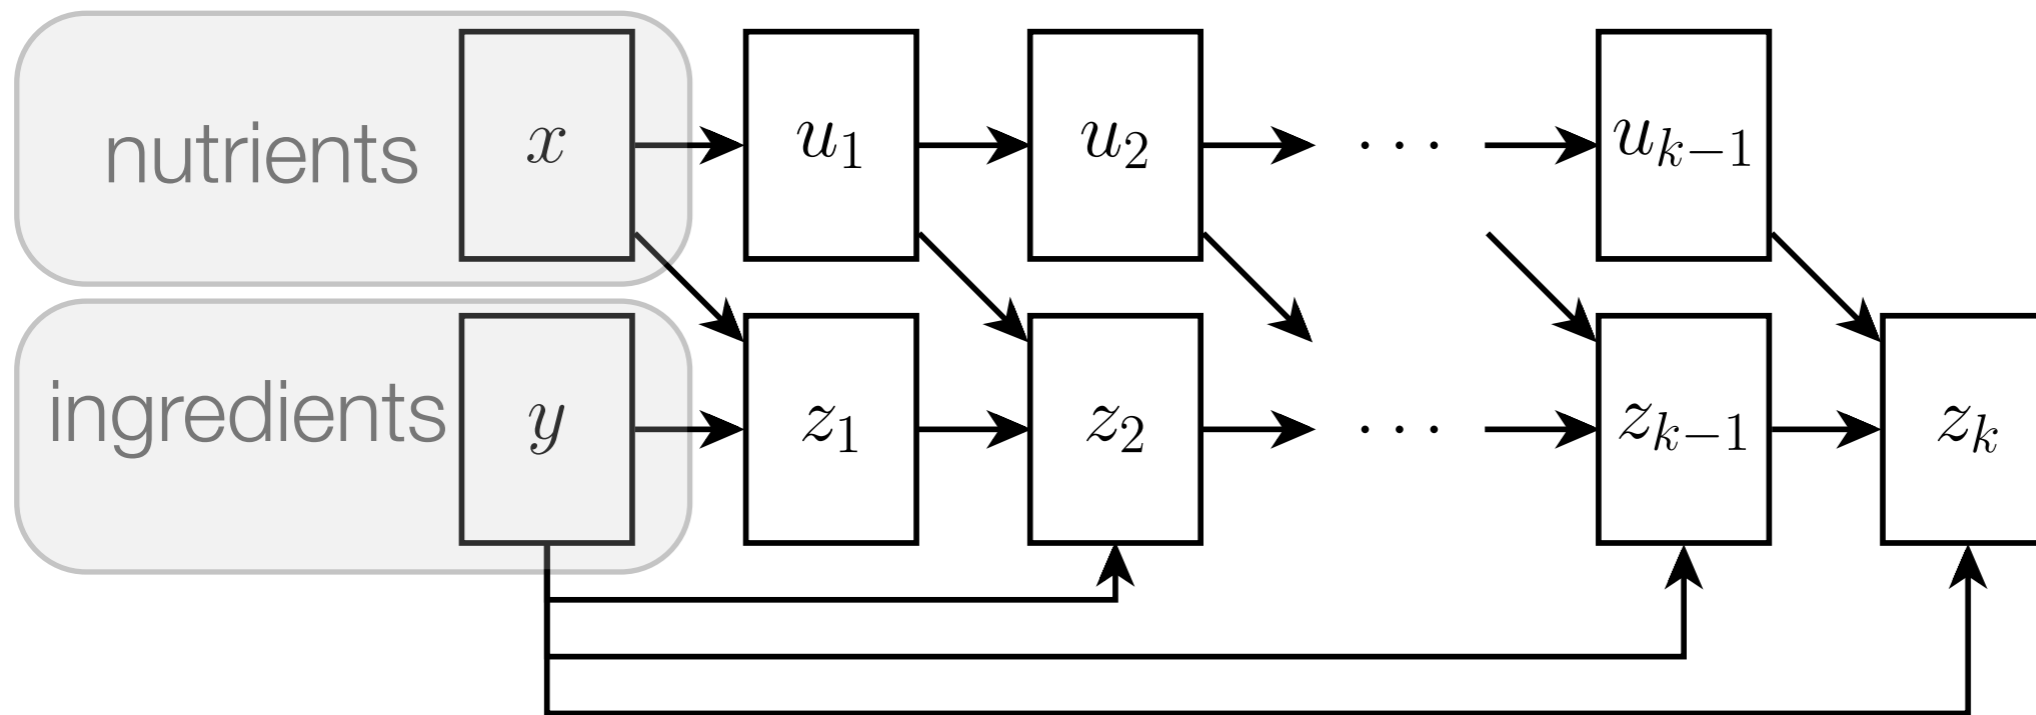 nutrients x u₁ u₂ ··· uₖ₋₁
ingredients y z₁ z₂ ··· zₖ₋₁ zₖ